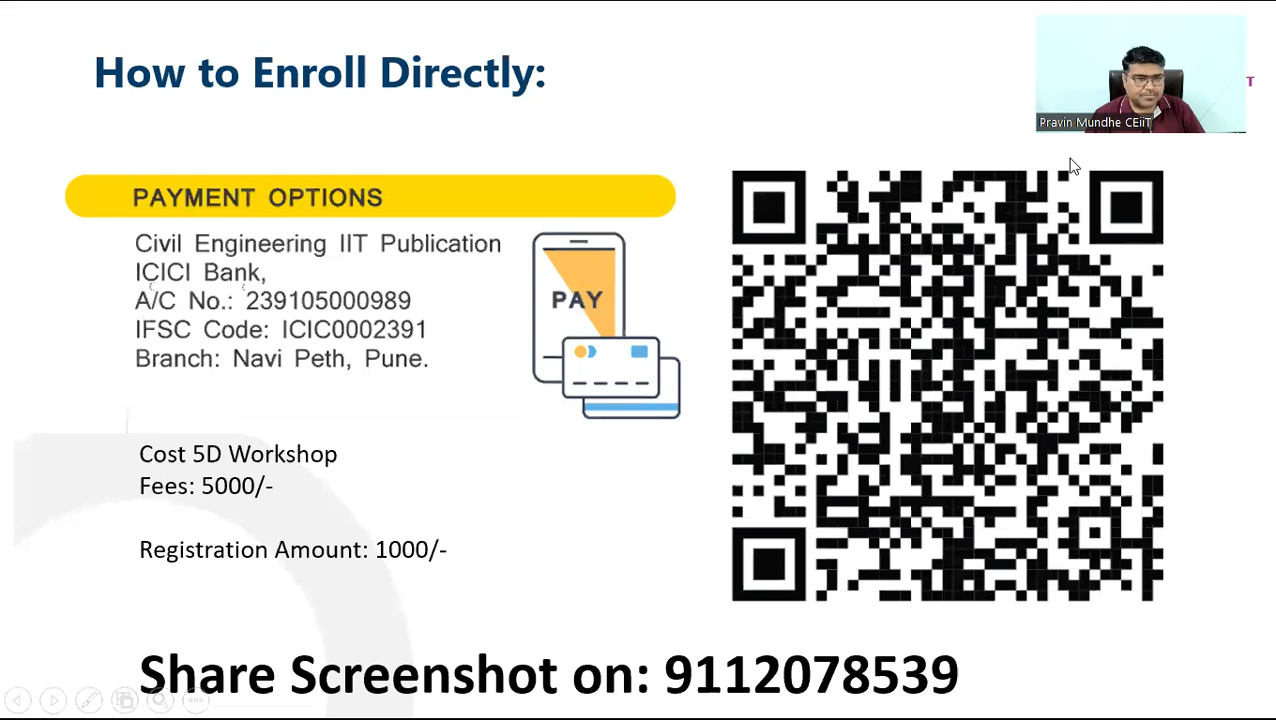 How to Enroll Directly:
T
Pravin Mundhe CEiiT
PAYMENT OPTIONS
Civil Engineering IIT Publication
ICICI Bank,
A/C No.: 239105000989
IFSC Code: ICIC0002391
Branch: Navi Peth, Pune.
PAY
Cost 5D Workshop
Fees: 5000/-
Registration Amount: 1000/-
Share Screenshot on: 9112078539